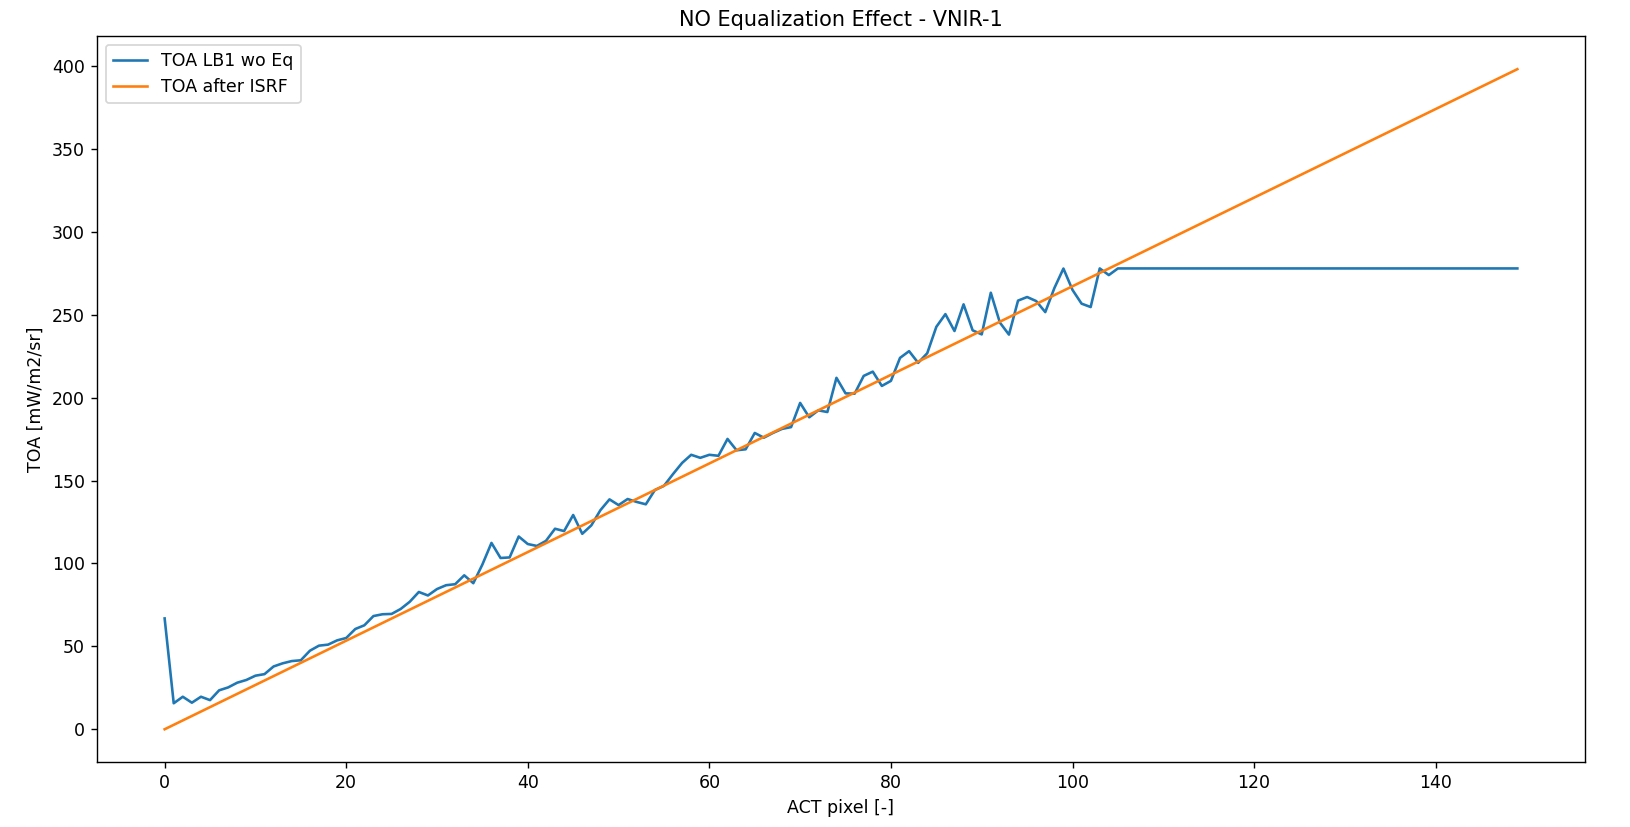 NO Equalization Effect - VNIR-1
TOA LB1 wo Eq
TOA after ISRF
400
350
300
250
200
150
100
50
0
TOA [mW/m2/sr]
0 20 40 60 80 100 120 140
ACT pixel [-]